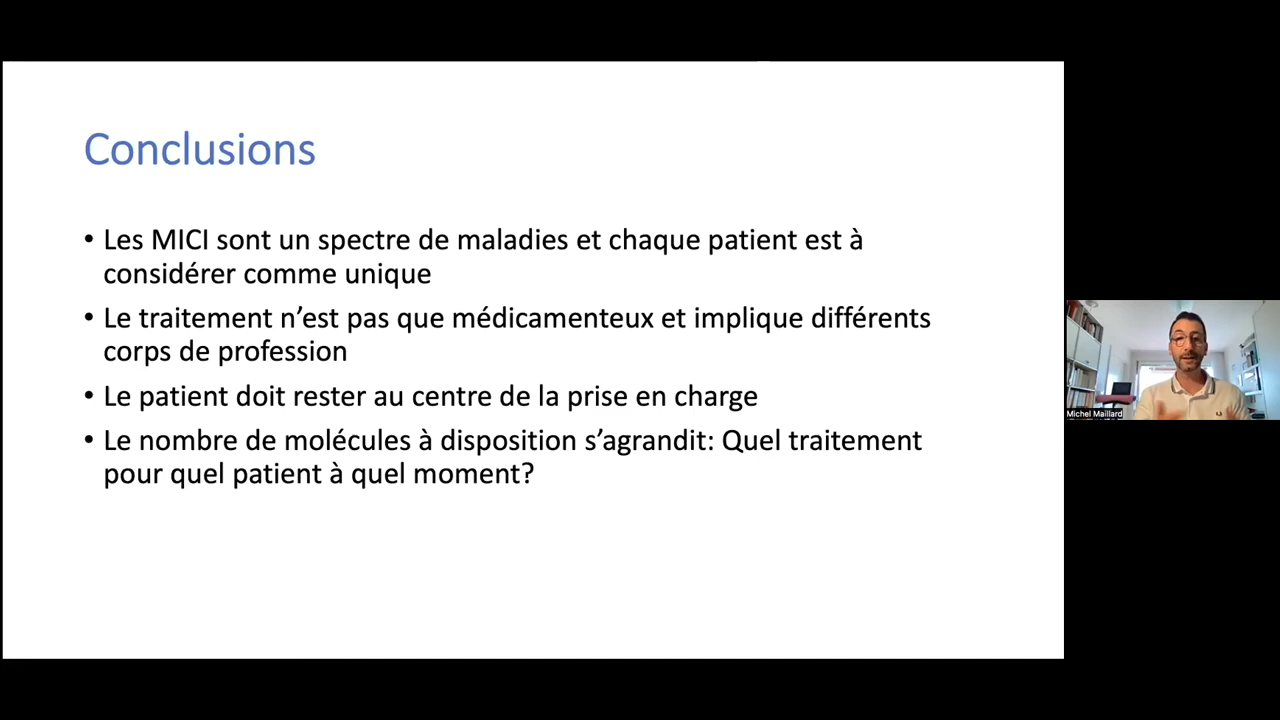 Conclusions
• Les MICI sont un spectre de maladies et chaque patient est à
considérer comme unique
• Le traitement n’est pas que médicamenteux et implique différents
corps de profession
• Le patient doit rester au centre de la prise en charge
• Le nombre de molécules à disposition s’agrandit: Quel traitement
pour quel patient à quel moment?
Michel Maillard